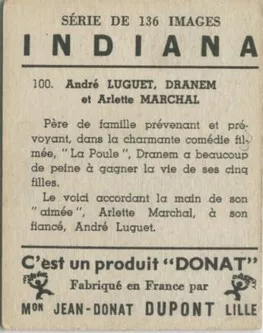 SÉRIE DE 136 IMAGES
INDIANA
100. André LUGUET, DRANEM
et Arlette MARCHAL
Père de famille prévenant et pré-
voyant, dans la charmante comédie fil-
mée, "La Poule", Dranem a beaucoup
de peine à gagner la vie de ses cinq
filles.
Le voici accordant la main de son
"aimée", Arlette Marchal, à son
fiancé, André Luguet.
C'est un produit "DONAT"
Fabriqué en France par
MON JEAN-DONAT DUPONT LILLE